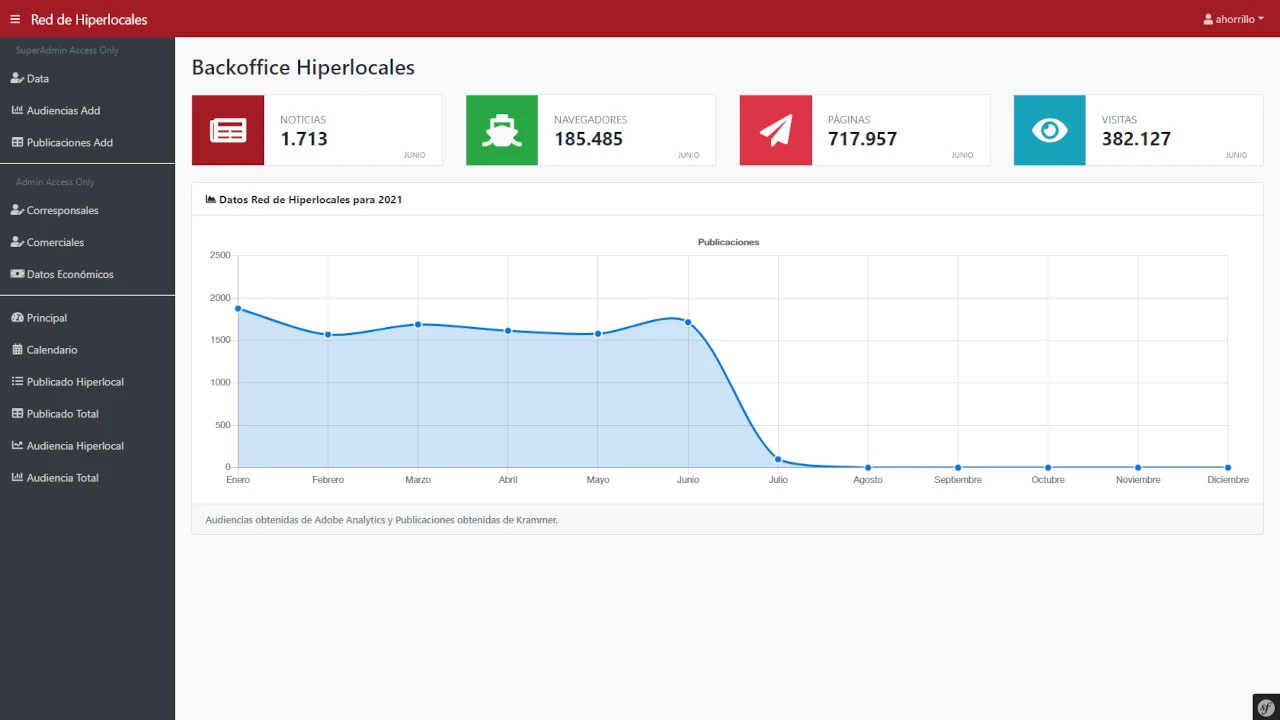 Red de Hiperlocales
ahorrillo
SuperAdmin Access Only
Data
Audiencias Add
Publicaciones Add
Admin Access Only
Corresponsales
Comerciales
Datos Económicos
Principal
Calendario
Publicado Hiperlocal
Publicado Total
Audiencia Hiperlocal
Audiencia Total
Backoffice Hiperlocales
NOTICIAS
1.713
JUNIO
NAVEGADORES
185.485
JUNIO
PÁGINAS
717.957
JUNIO
VISITAS
382.127
JUNIO
Datos Red de Hiperlocales para 2021
Publicaciones
2500
2000
1500
1000
500
0
Enero Febrero Marzo Abril Mayo Junio Julio Agosto Septiembre Octubre Noviembre Diciembre
Audiencias obtenidas de Adobe Analytics y Publicaciones obtenidas de Krammer.
sf